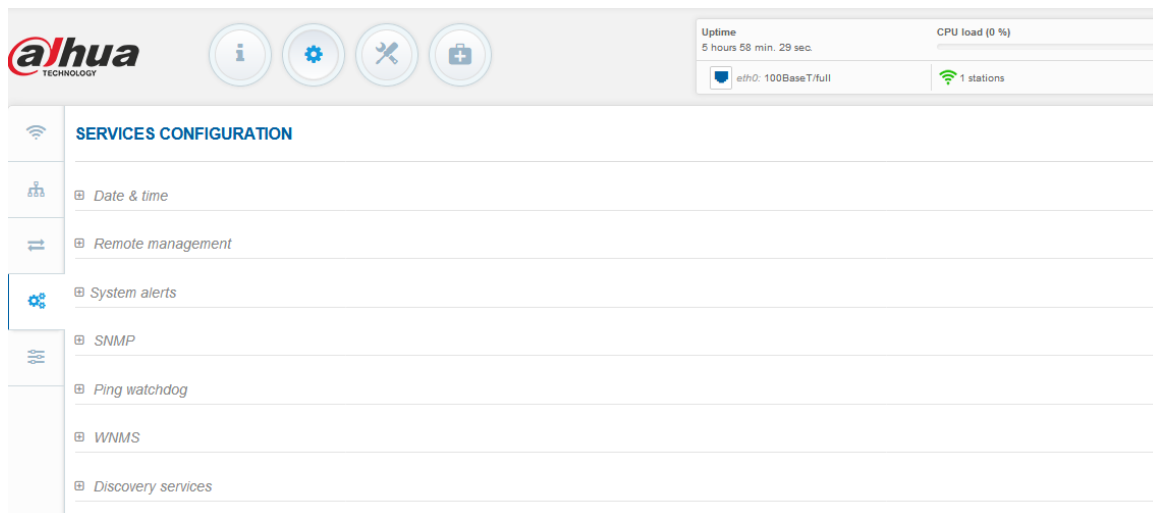 alhua
TECHNOLOGY
Uptime
5 hours 58 min. 29 sec.
CPU load (0 %)
eth0: 100BaseT/full
1 stations
SERVICES CONFIGURATION
Date & time
Remote management
System alerts
SNMP
Ping watchdog
WNMS
Discovery services